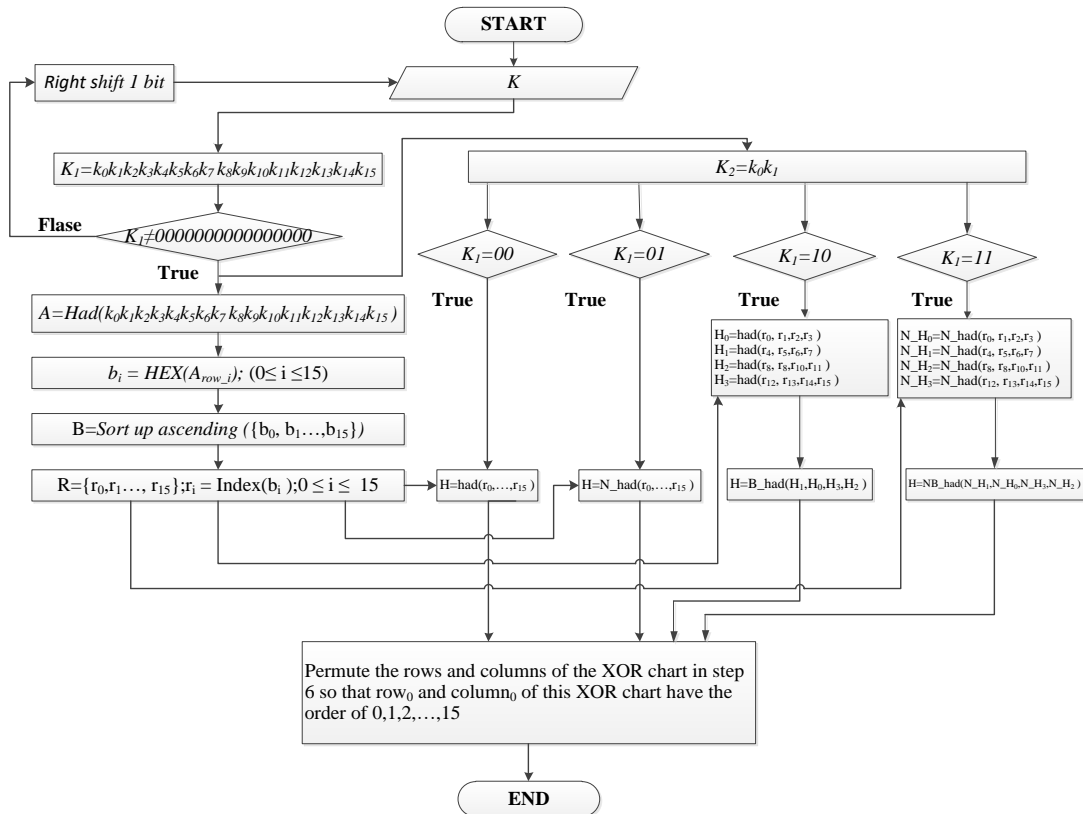 START
Right shift 1 bit
K
K₁=k₀k₁k₂k₃k₄k₅k₆k₇ k₈k₉k₁₀k₁₁k₁₂k₁₃k₁₄k₁₅
K₂=k₀k₁
Flase
K₁≠0000000000000000
True
K₁=00
K₁=01
K₁=10
K₁=11
True
True
True
True
A=Had(k₀k₁k₂k₃k₄k₅k₆k₇ k₈k₉k₁₀k₁₁k₁₂k₁₃k₁₄k₁₅ )
bᵢ = HEX(A_row_i); (0≤ i ≤15)
B=Sort up ascending ({b₀, b₁…,b₁₅})
R={r₀,r₁…, r₁₅};rᵢ = Index(bᵢ );0 ≤ i ≤ 15
H₀=had(r₀, r₁,r₂,r₃ )
H₁=had(r₄, r₅,r₆,r₇ )
H₂=had(r₈, r₈,r₁₀,r₁₁ )
H₃=had(r₁₂, r₁₃,r₁₄,r₁₅ )
N_H₀=N_had(r₀, r₁,r₂,r₃ )
N_H₁=N_had(r₄, r₅,r₆,r₇ )
N_H₂=N_had(r₈, r₈,r₁₀,r₁₁ )
N_H₃=N_had(r₁₂, r₁₃,r₁₄,r₁₅ )
H=had(r₀,…,r₁₅)
H=N_had(r₀,…,r₁₅)
H=B_had(H₁,H₀,H₃,H₂)
H=NB_had(N_H₁,N_H₀,N_H₃,N_H₂ )
Permute the rows and columns of the XOR chart in step
6 so that row₀ and column₀ of this XOR chart have the
order of 0,1,2,…,15
END